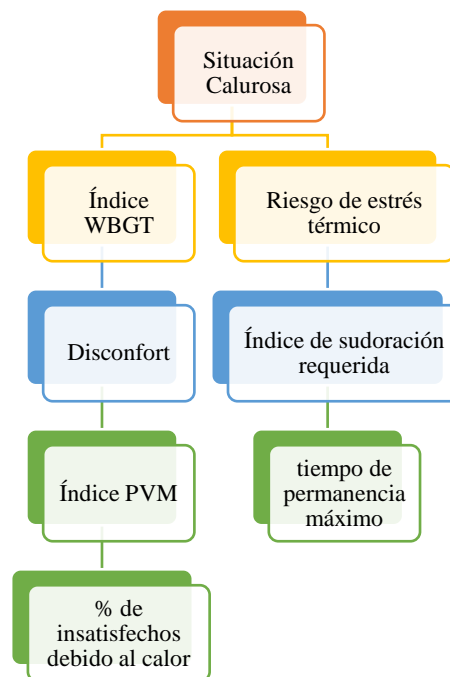 Situación
Calurosa
Índice
WBGT
Riesgo de estrés
térmico
Disconfort
Índice de sudoración
requerida
Índice PVM
tiempo de
permanencia
máximo
% de
insatisfechos
debido al calor